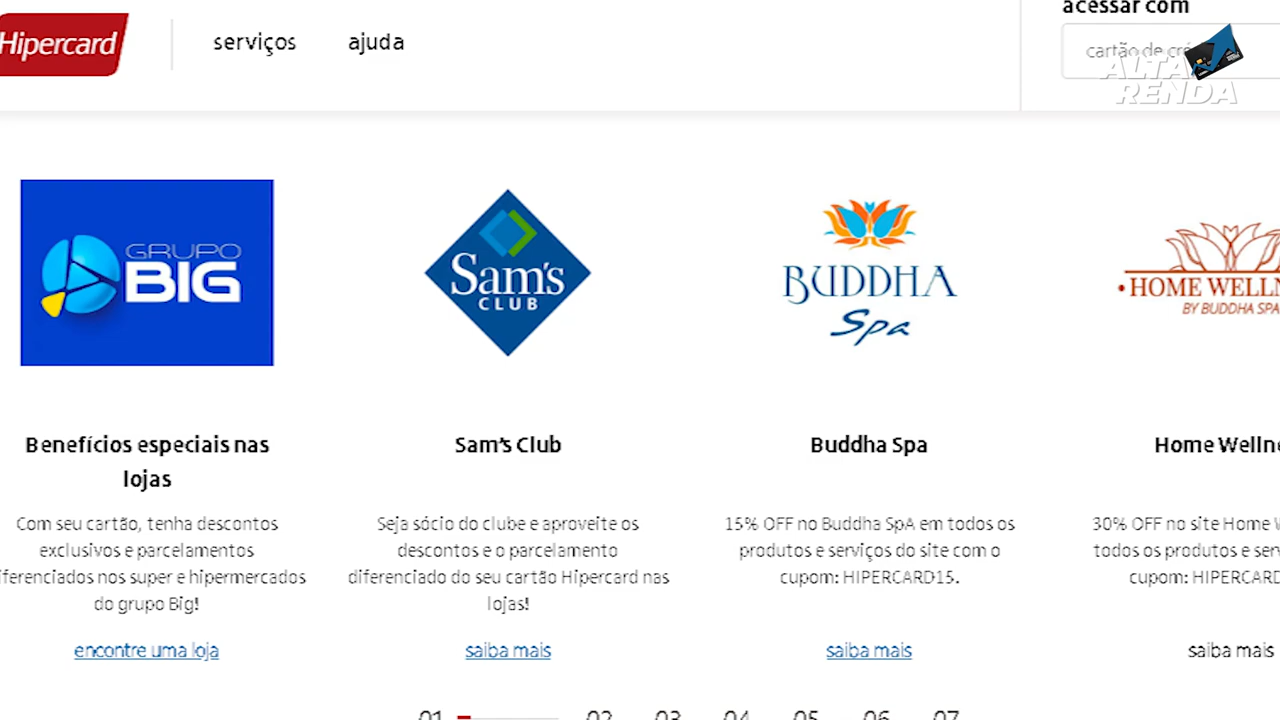 acessar com
Hipercard
serviços
ajuda
cartão de
ALTA
RENDA
GRUPO
BIG
Sam's
CLUB
BUDDHA
Spa
HOME
BY BUDDHA SPA
Benefícios especiais nas
lojas
Com seu cartão, tenha descontos
exclusivos e parcelamentos
iferenciados nos super e hipermercados
do grupo Big!
encontre uma loja
Sam's Club
Seja sócio do clube e aproveite os
descontos e o parcelamento
diferenciado do seu cartão Hipercard nas
lojas!
saiba mais
Buddha Spa
15% OFF no Buddha SpA em todos os
produtos e serviços do site com o
cupom: HIPERCARD15.
saiba mais
Home Wellne
30% OFF no site Home W
todos os produtos e serv
cupom: HIPERCARD
saiba mais
01 02 03 04 05 06 07